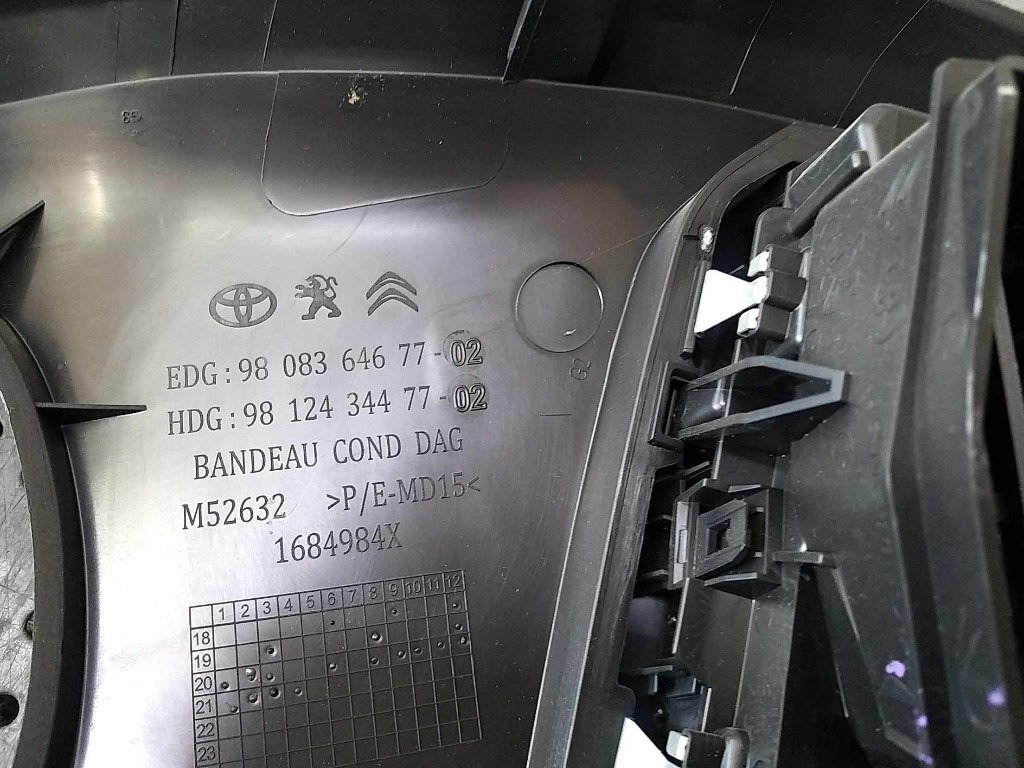 EDG:98 083 646 77-02
HDG:98 124 344 77-02
BANDEAU COND DAG
M52632 >P/E-MD15<
1684984X
1 2 3 4 5 6 7 8 9 10 11 12
18
19
20
21
22
23